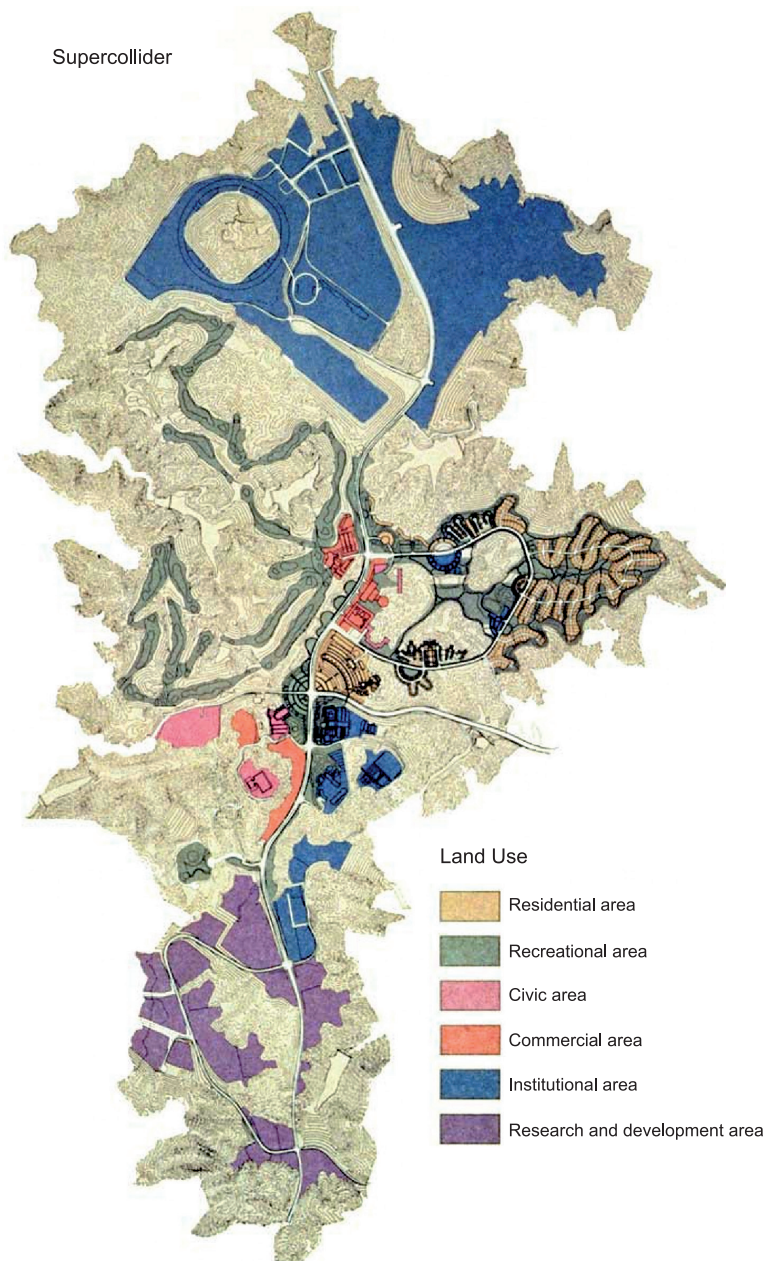 Supercollider
Land Use
Residential area
Recreational area
Civic area
Commercial area
Institutional area
Research and development area